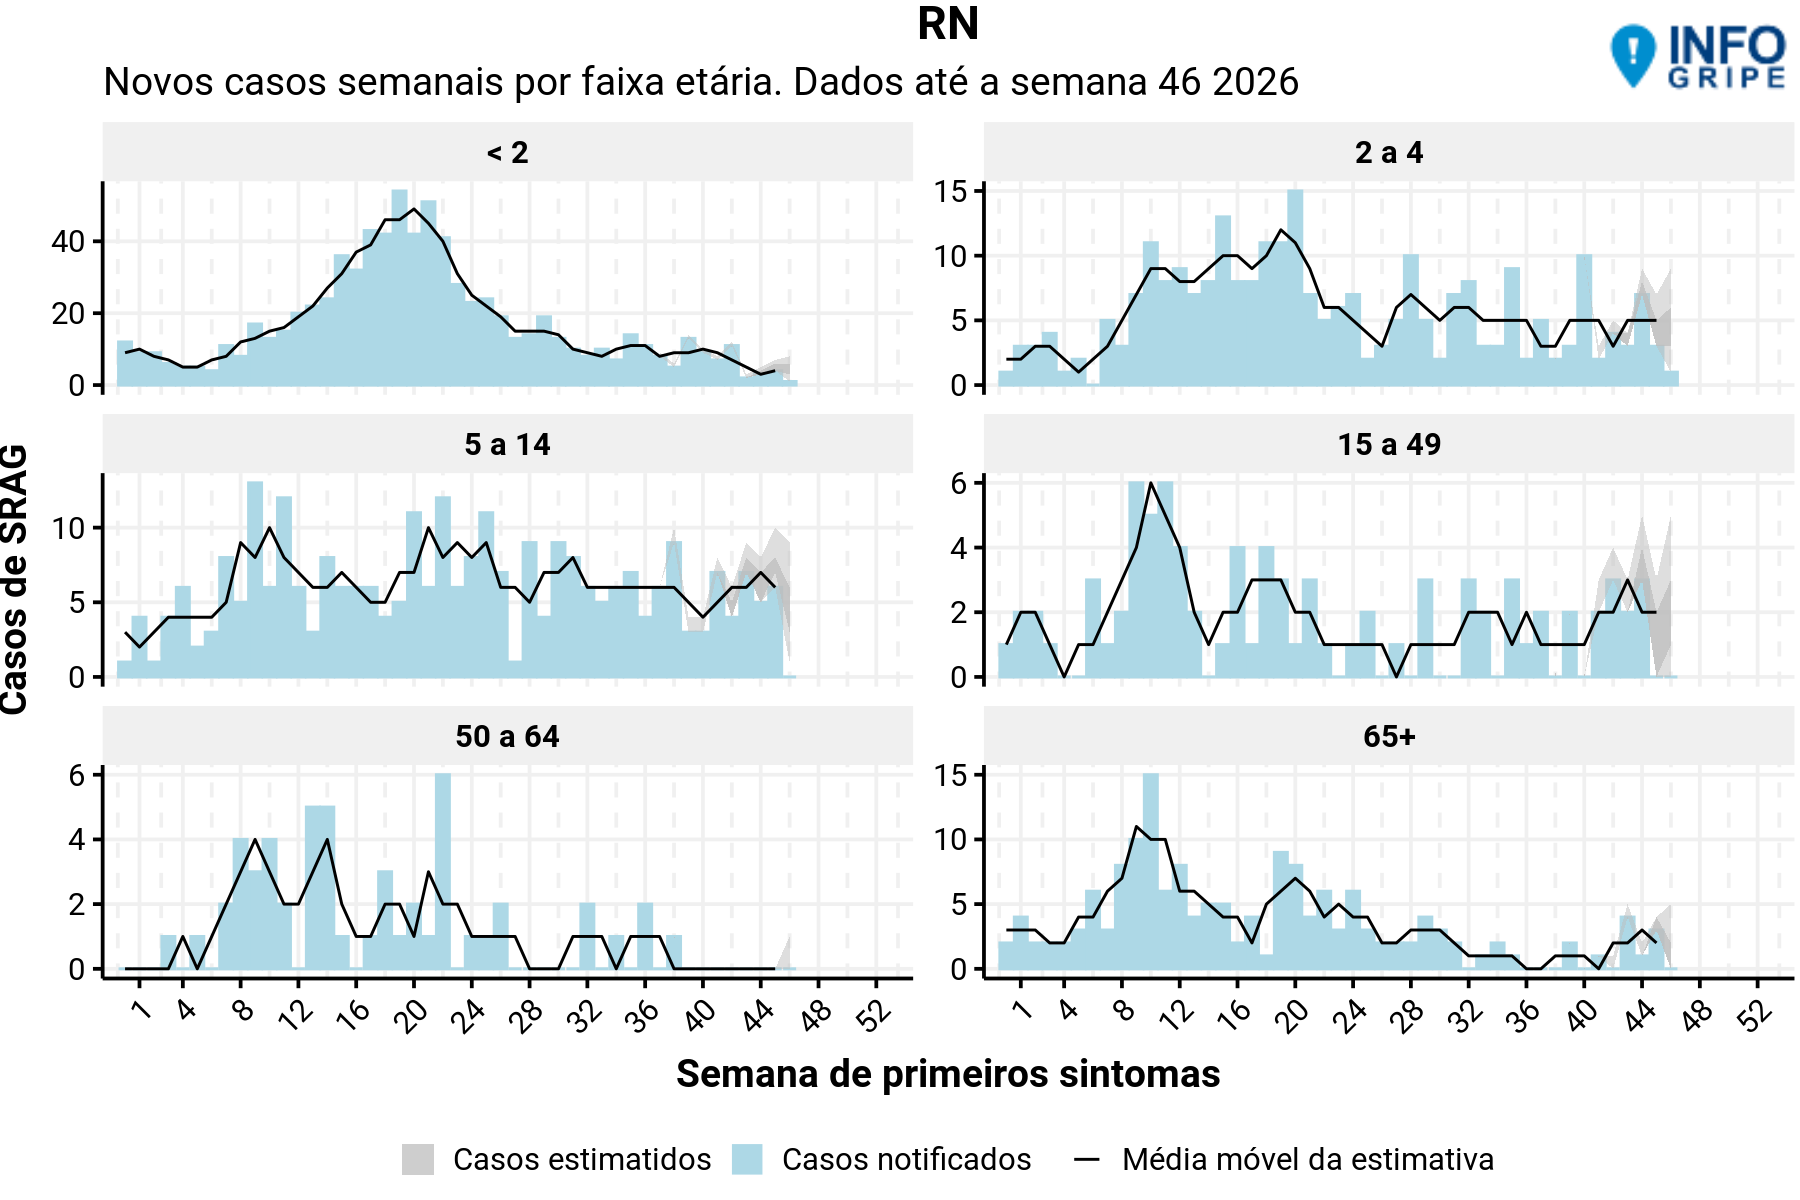 RN
INFO
GRIPE
Novos casos semanais por faixa etária. Dados até a semana 46 2026
< 2
2 a 4
40
20
0
15
10
5
0
5 a 14
15 a 49
10
5
0
6
4
2
0
50 a 64
65+
6
4
2
0
15
10
5
0
1 4 8 12 16 20 24 28 32 36 40 44 48 52
1 4 8 12 16 20 24 28 32 36 40 44 48 52
Casos de SRAG
Semana de primeiros sintomas
Casos estimatidos
Casos notificados
Média móvel da estimativa